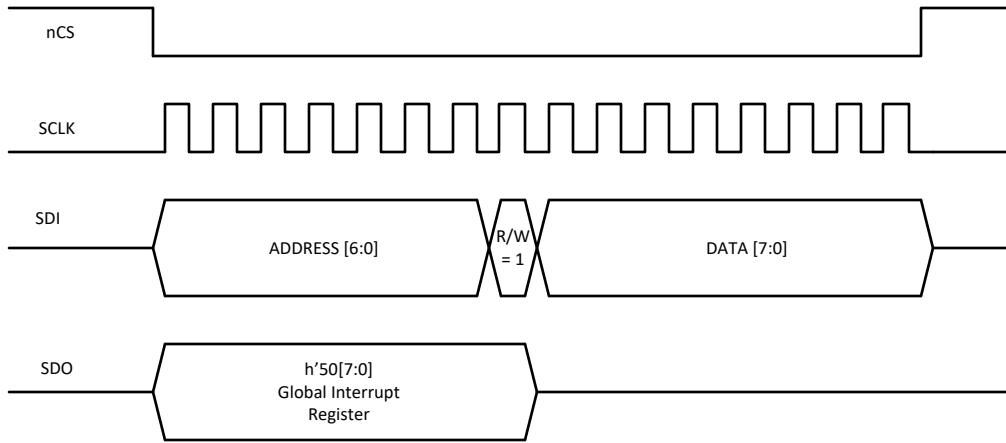 nCS
SCLK
SDI
ADDRESS [6:0]
R/W
= 1
DATA [7:0]
SDO
h'50[7:0]
Global Interrupt
Register